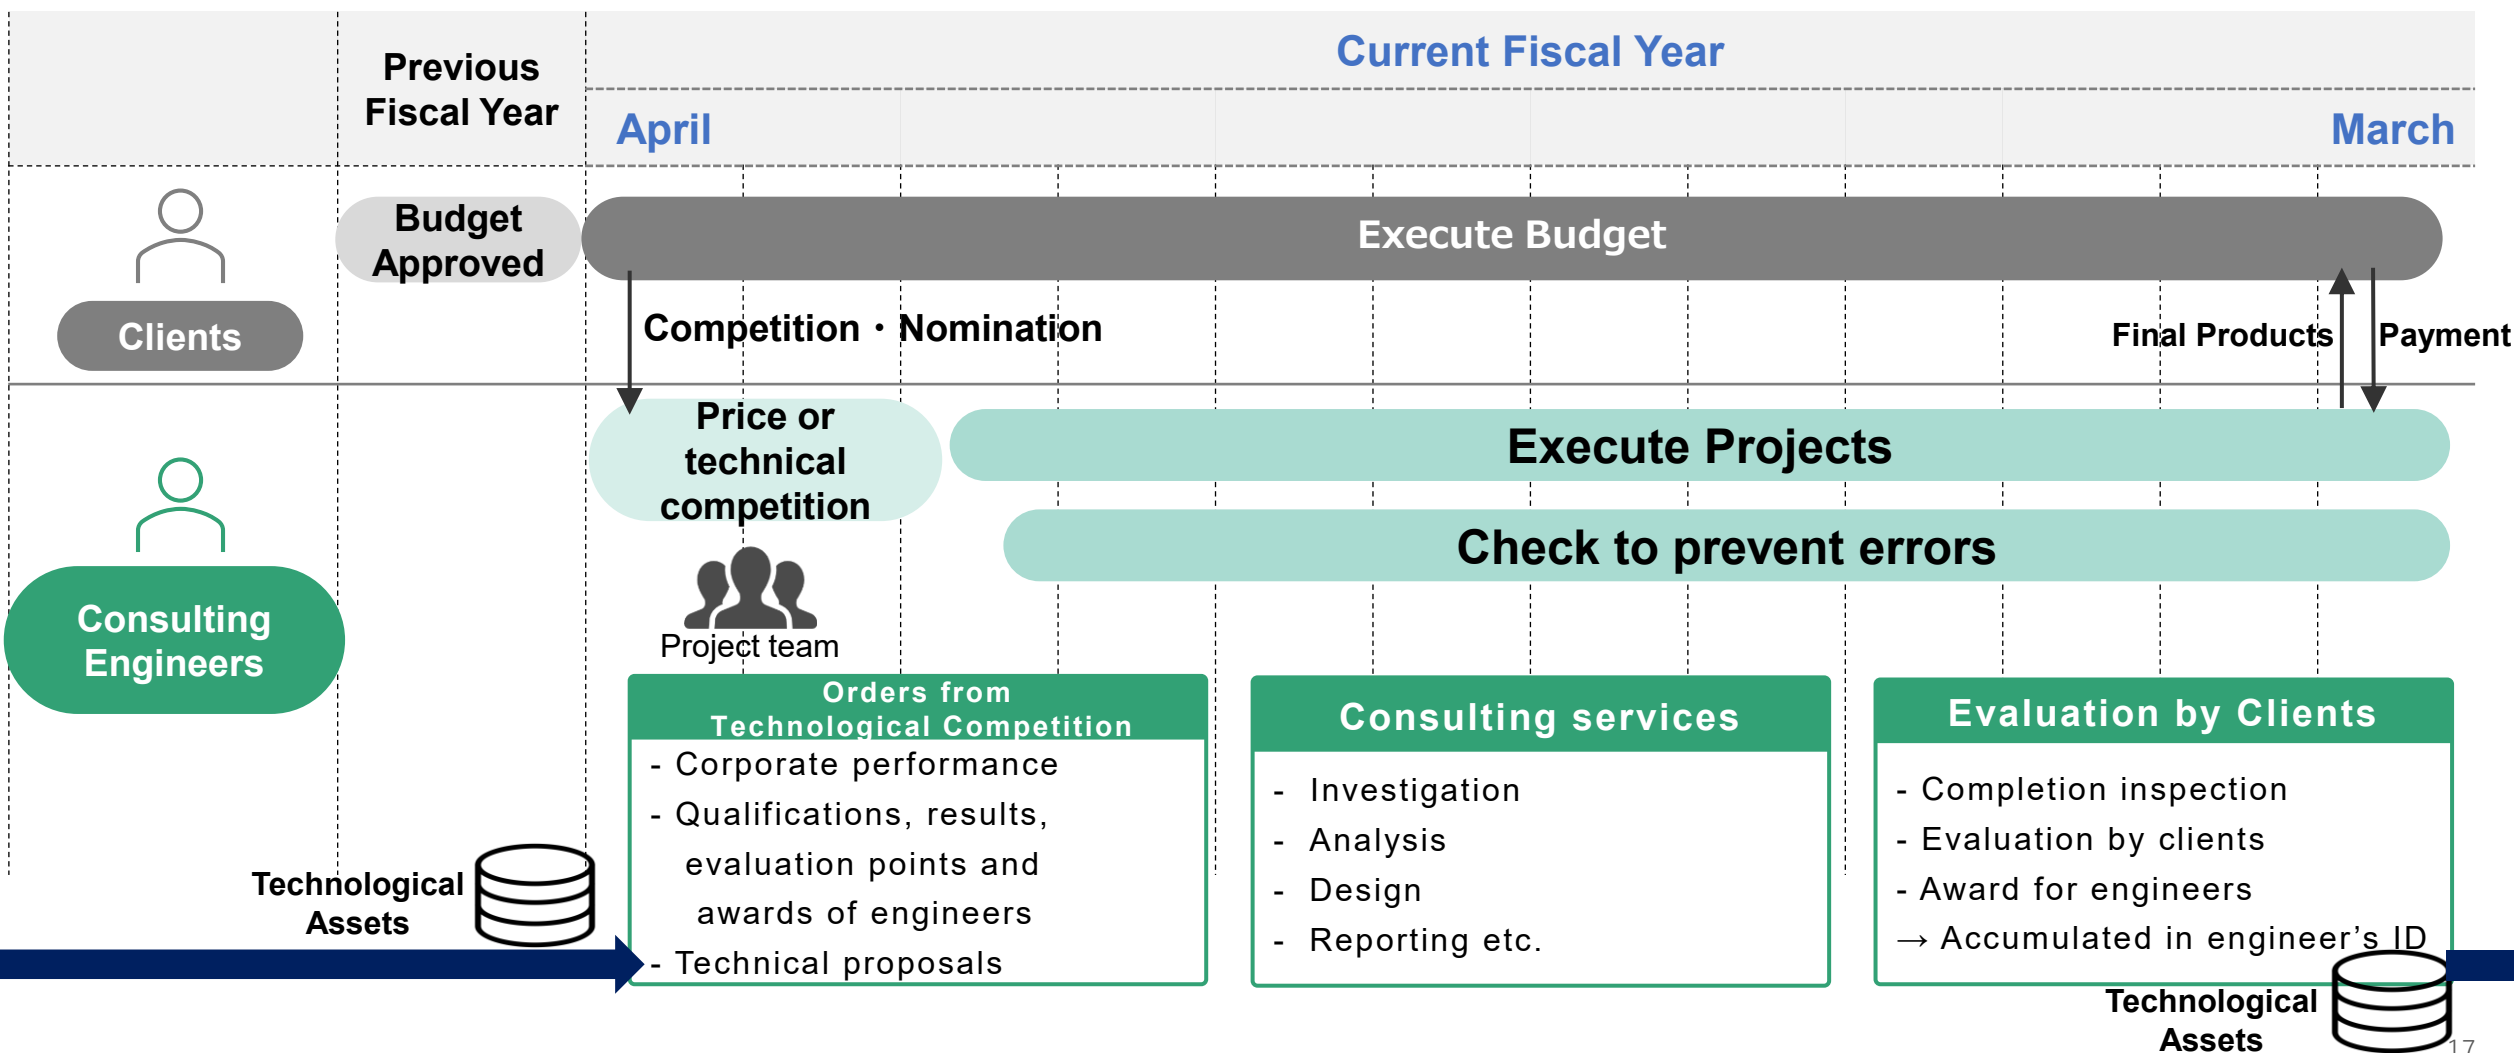 Previous
Fiscal Year
Current Fiscal Year
April
March
Budget
Approved
Execute Budget
Clients
Competition・Nomination
Final Products
Payment
Price or
technical
competition
Execute Projects
Check to prevent errors
Project team
Consulting
Engineers
Orders from
Technological Competition
- Corporate performance
- Qualifications, results,
evaluation points and
awards of engineers
- Technical proposals
Consulting services
- Investigation
- Analysis
- Design
- Reporting etc.
Evaluation by Clients
- Completion inspection
- Evaluation by clients
- Award for engineers
→ Accumulated in engineer’s ID
Technological
Assets
Technological
Assets
17